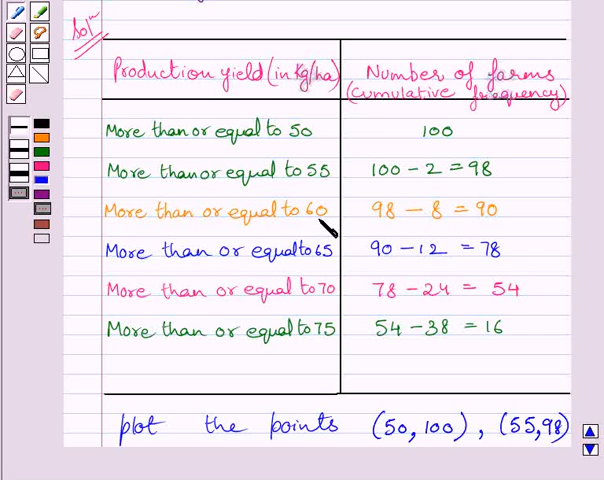 Solⁿ
Production yield (in Kg/ha) Number of farms
(cumulative frequency)
More than or equal to 50 100
More than or equal to 55 100 - 2 = 98
More than or equal to 60 98 - 8 = 90
More than or equal to 65 90 - 12 = 78
More than or equal to 70 78 - 24 = 54
More than or equal to 75 54 - 38 = 16
plot the points (50, 100) , (55,98)